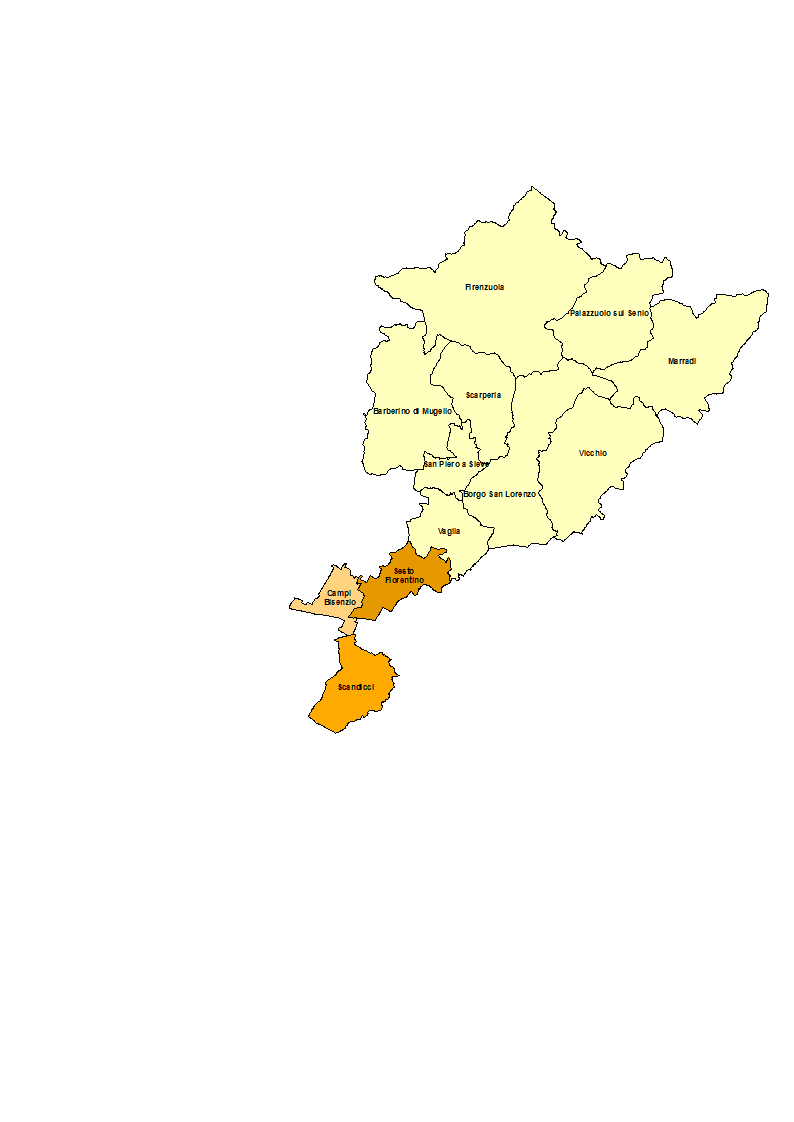 Firenzuola
Palazzuolo sul Senio
Marradi
Scarperia
Barberino di Mugello
Vicchio
San Piero a Sieve
Borgo San Lorenzo
Vaglia
Sesto
Fiorentino
Campi
Bisenzio
Scandicci